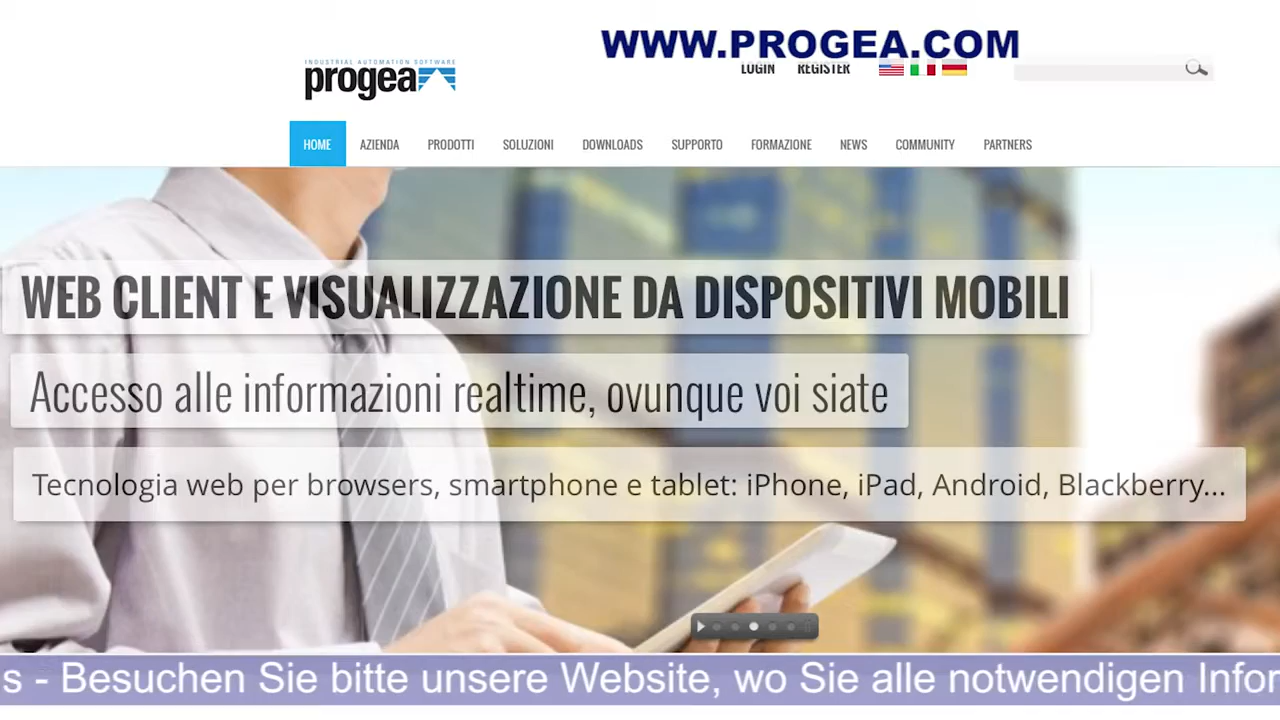 WWW.PROGEA.COM
INDUSTRIAL AUTOMATION SOFTWARE
progea
LOGIN REGISTER
HOME AZIENDA PRODOTTI SOLUZIONI DOWNLOADS SUPPORTO FORMAZIONE NEWS COMMUNITY PARTNERS
WEB CLIENT E VISUALIZZAZIONE DA DISPOSITIVI MOBILI
Accesso alle informazioni realtime, ovunque voi siate
Tecnologia web per browsers, smartphone e tablet: iPhone, iPad, Android, Blackberry...
s - Besuchen Sie bitte unsere Website, wo Sie alle notwendigen Infor